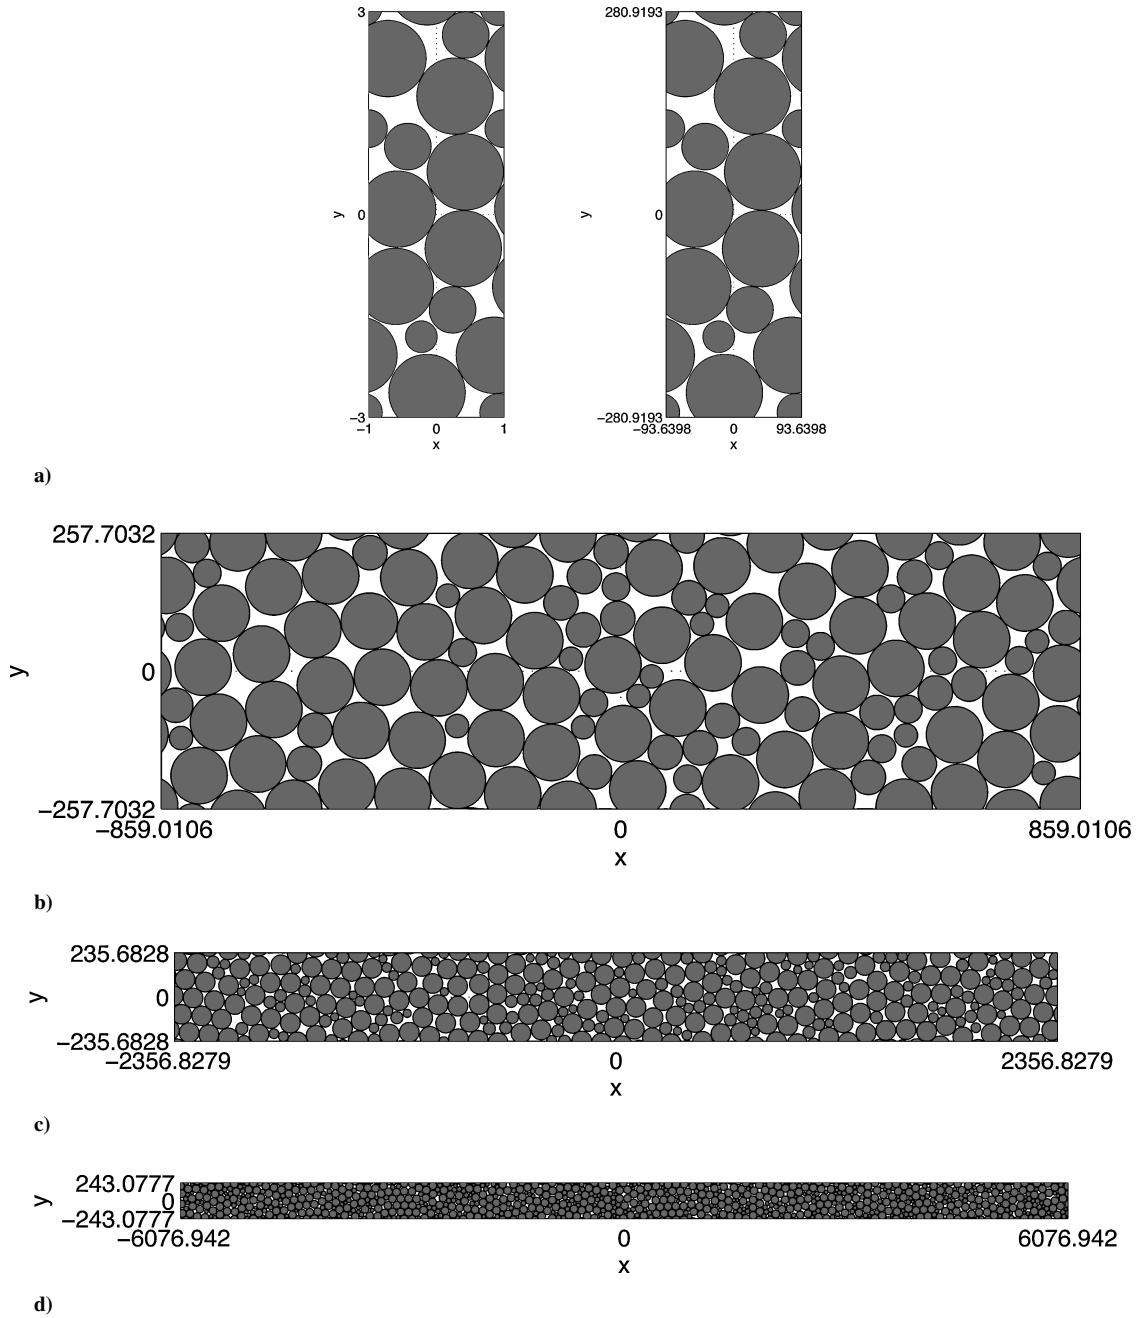 3
y
0
−3
−1
0
1
x
280.9193
y
0
−280.9193
−93.6398
0
93.6398
x
a)
257.7032
y
0
−257.7032
−859.0106
0
859.0106
x
b)
235.6828
y
0
−235.6828
−2356.8279
0
2356.8279
x
c)
243.0777
y
0
−243.0777
−6076.942
0
6076.942
x
d)